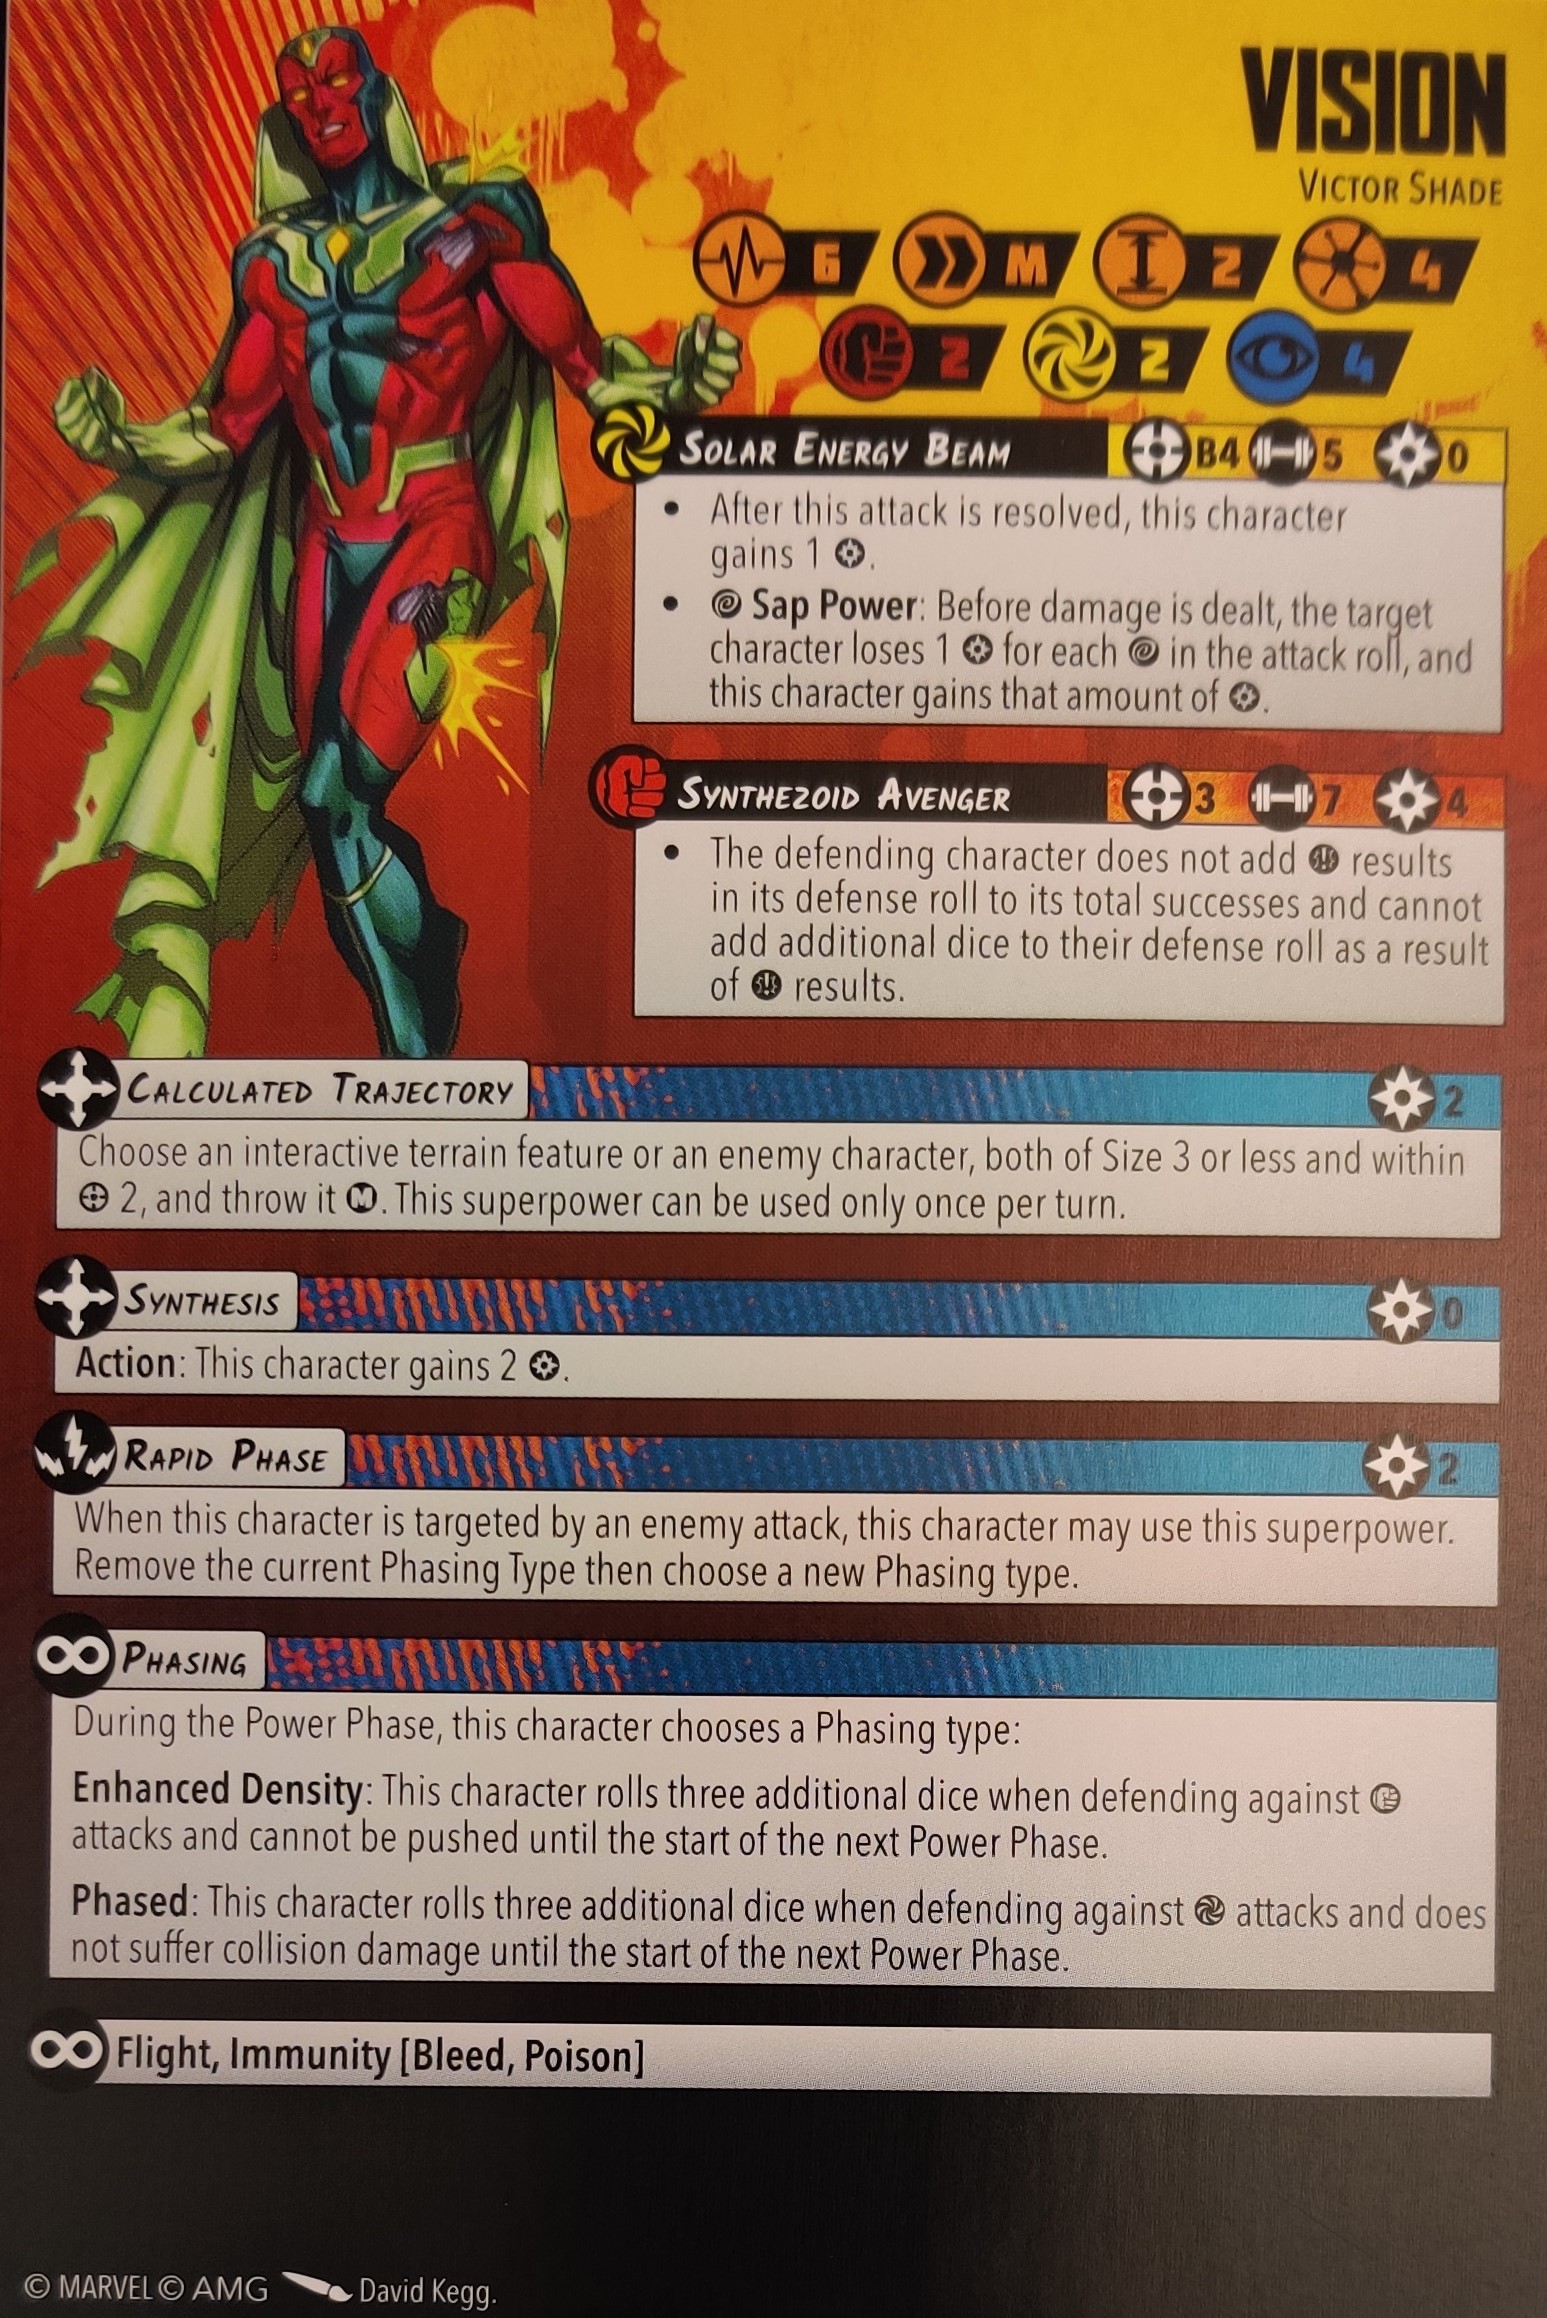 VISION
VICTOR SHADE
6 M 2 4
2 2 4
SOLAR ENERGY BEAM B4 5 0
• After this attack is resolved, this character
gains 1 .
• Sap Power: Before damage is dealt, the target
character loses 1 for each in the attack roll, and
this character gains that amount of .
SYNTHEZOID AVENGER 3 7 4
• The defending character does not add results
in its defense roll to its total successes and cannot
add additional dice to their defense roll as a result
of results.
CALCULATED TRAJECTORY 2
Choose an interactive terrain feature or an enemy character, both of Size 3 or less and within
2, and throw it M. This superpower can be used only once per turn.
SYNTHESIS 0
Action: This character gains 2 .
RAPID PHASE 2
When this character is targeted by an enemy attack, this character may use this superpower.
Remove the current Phasing Type then choose a new Phasing type.
PHASING
During the Power Phase, this character chooses a Phasing type:
Enhanced Density: This character rolls three additional dice when defending against
attacks and cannot be pushed until the start of the next Power Phase.
Phased: This character rolls three additional dice when defending against attacks and does
not suffer collision damage until the start of the next Power Phase.
Flight, Immunity [Bleed, Poison]
© MARVEL © AMG David Kegg.